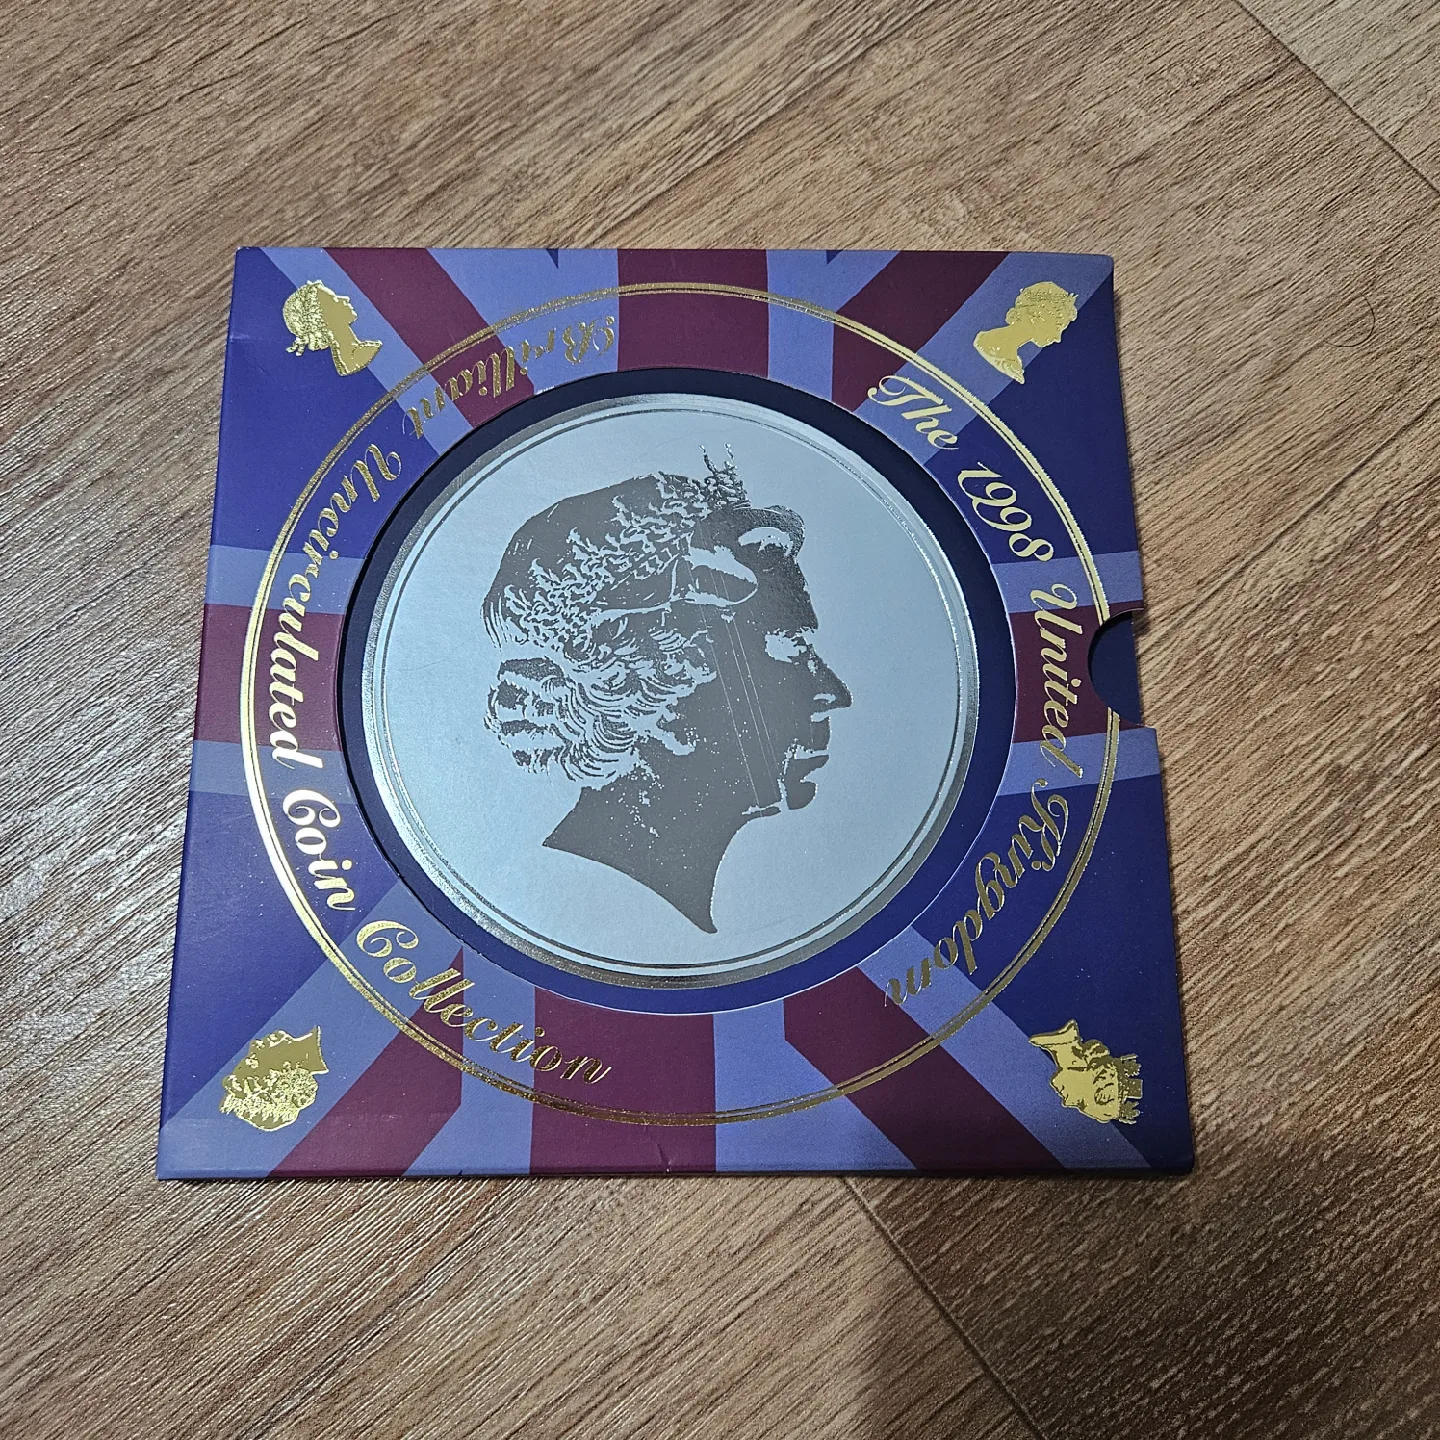 The 1998 United Kingdom
Brilliant Uncirculated Coin Collection